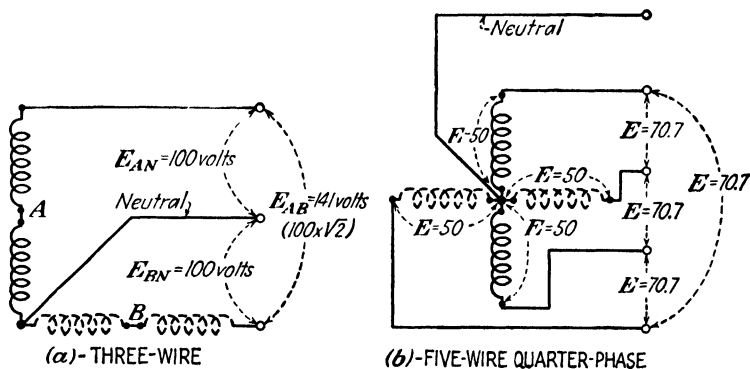 E_AN=100 volts
A
Neutral
E_AB=141 volts
(100x√2)
E_BN=100 volts
B
(a)-THREE-WIRE
Neutral
E=50
E=70.7
E=50
E=70.7
E=50
E=50
E=70.7
E=70.7
(b)-FIVE-WIRE QUARTER-PHASE